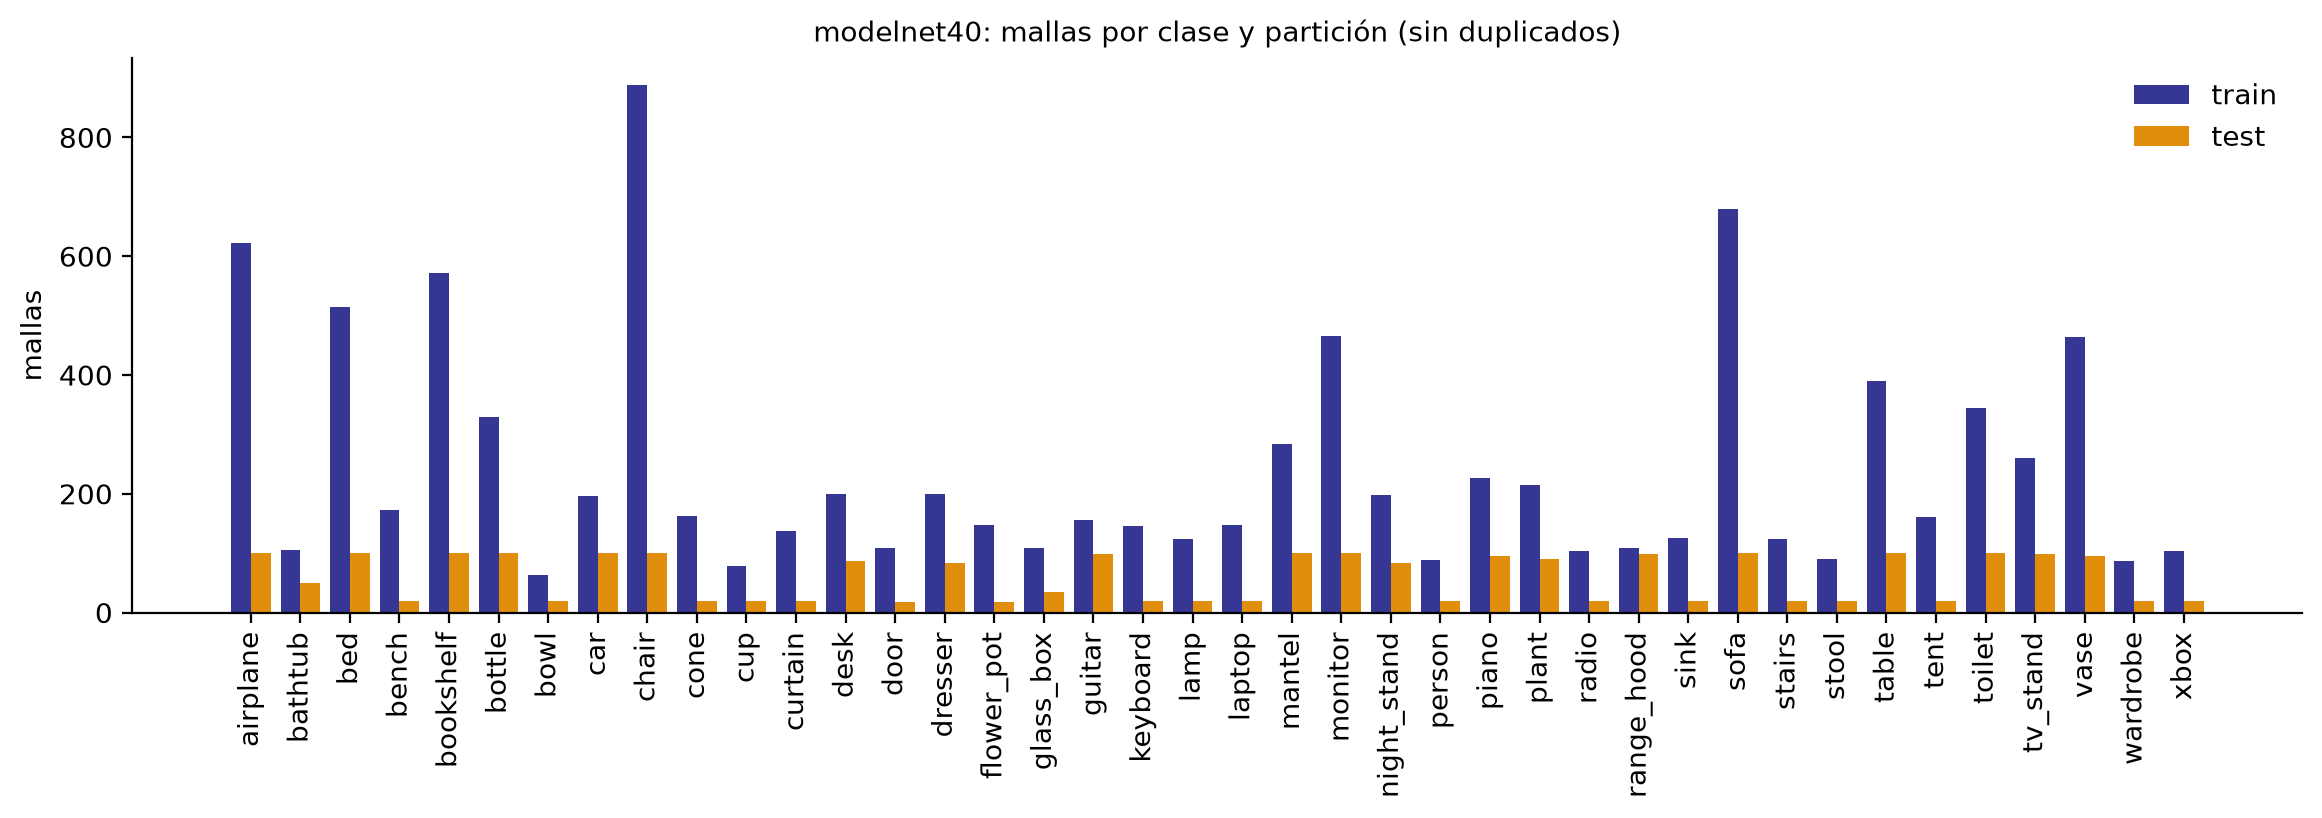 modelnet40: mallas por clase y partición (sin duplicados)
train
test
mallas
800
600
400
200
0
airplane
bathtub
bed
bench
bookshelf
bottle
bowl
car
chair
cone
cup
curtain
desk
door
dresser
flower_pot
glass_box
guitar
keyboard
lamp
laptop
mantel
monitor
night_stand
person
piano
plant
radio
range_hood
sink
sofa
stairs
stool
table
tent
toilet
tv_stand
vase
wardrobe
xbox